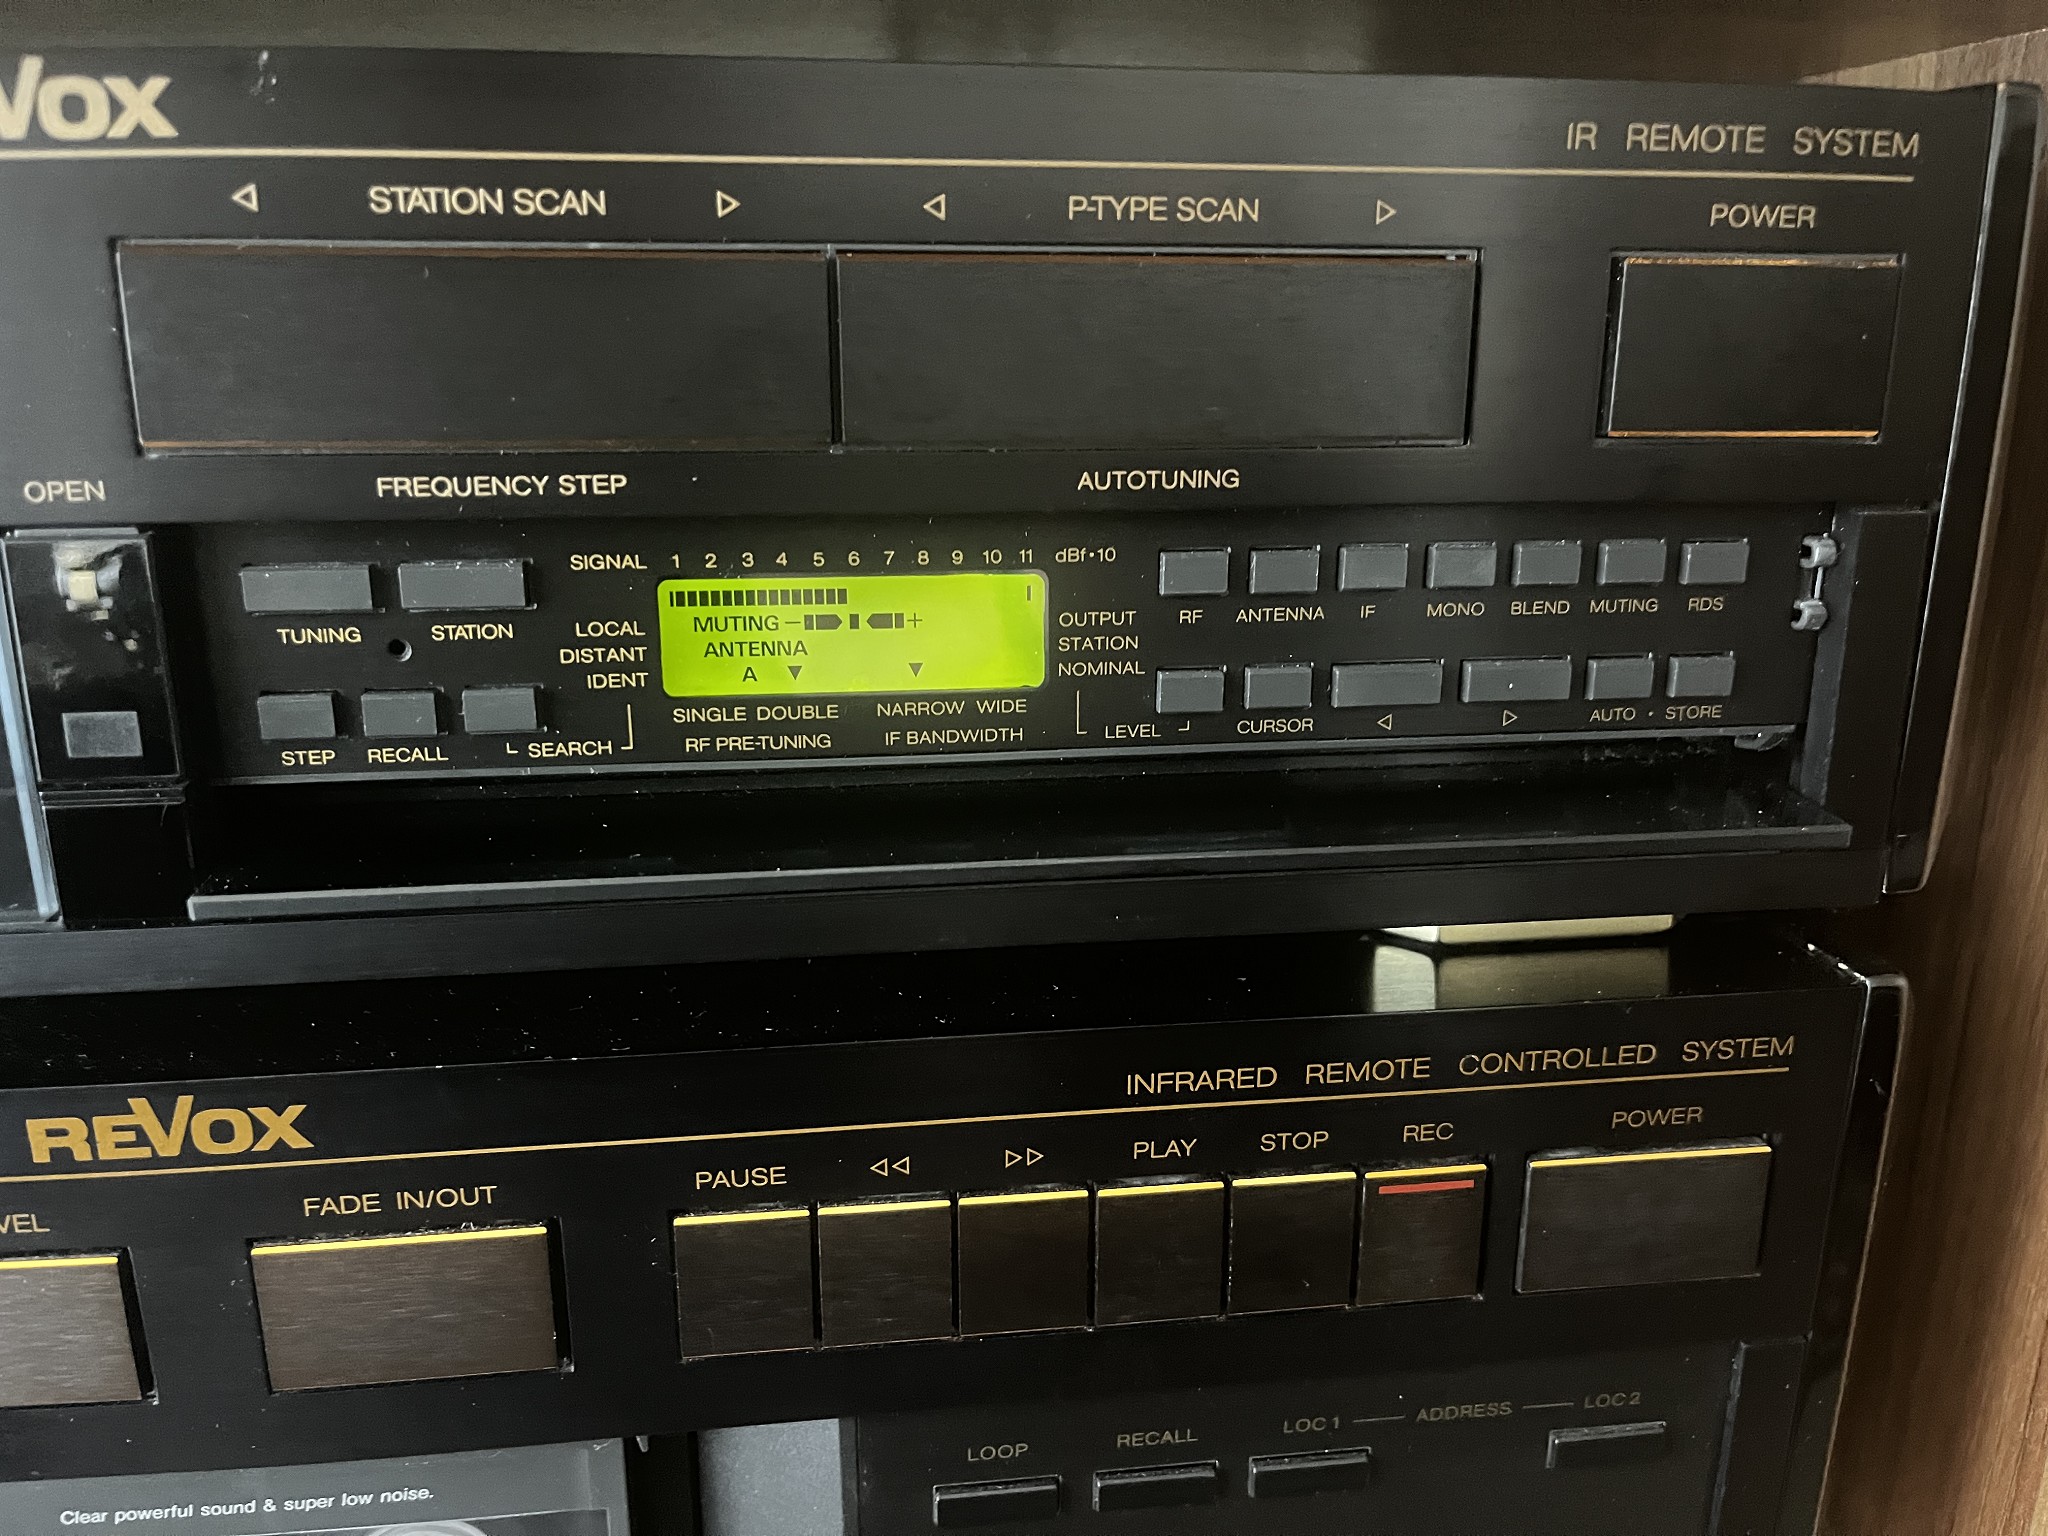 VOX
IR REMOTE SYSTEM
STATION SCAN
P-TYPE SCAN
POWER
OPEN
FREQUENCY STEP
AUTOTUNING
SIGNAL 1 2 3 4 5 6 7 8 9 10 11 dBf·10
TUNING STATION
LOCAL
DISTANT
IDENT
MUTING − +
ANTENNA
A
OUTPUT
STATION
NOMINAL
RF ANTENNA IF MONO BLEND MUTING RDS
STEP RECALL SEARCH
SINGLE DOUBLE NARROW WIDE
RF PRE-TUNING IF BANDWIDTH
LEVEL CURSOR AUTO · STORE
INFRARED REMOTE CONTROLLED SYSTEM
REVOX
VEL
FADE IN/OUT
PAUSE
PLAY
STOP
REC
POWER
LOOP RECALL LOC 1 ADDRESS LOC 2
Clear powerful sound & super low noise.